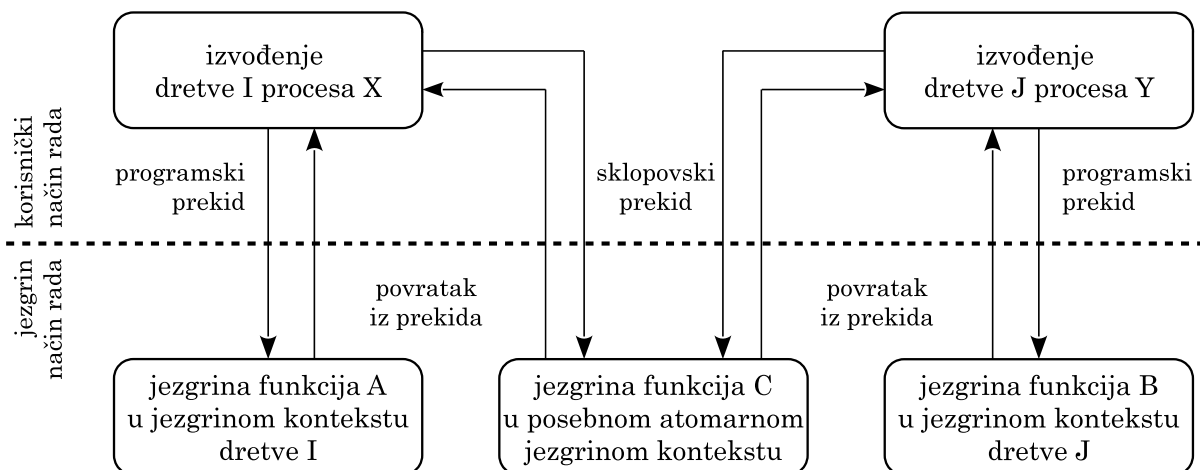 izvođenje
dretve I procesa X
izvođenje
dretve J procesa Y
korisnički
način rada
programski
prekid
sklopovski
prekid
programski
prekid
jezgrin
način rada
povratak
iz prekida
povratak
iz prekida
jezgrina funkcija A
u jezgrinom kontekstu
dretve I
jezgrina funkcija C
u posebnom atomarnom
jezgrinom kontekstu
jezgrina funkcija B
u jezgrinom kontekstu
dretve J